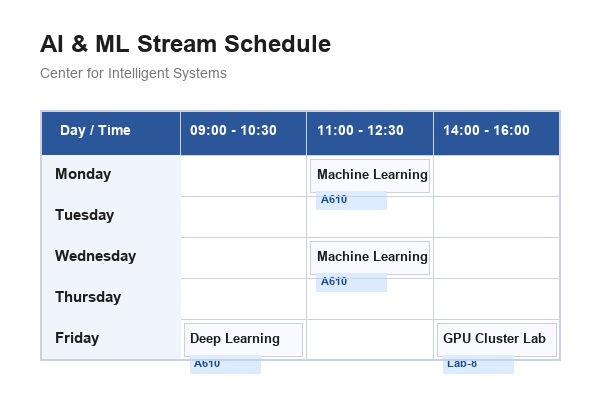 AI & ML Stream Schedule
Center for Intelligent Systems
Day / Time 09:00 - 10:30 11:00 - 12:30 14:00 - 16:00
Monday Machine Learning
A610
Tuesday
Wednesday Machine Learning
A610
Thursday
Friday Deep Learning GPU Cluster Lab
A610 Lab-8